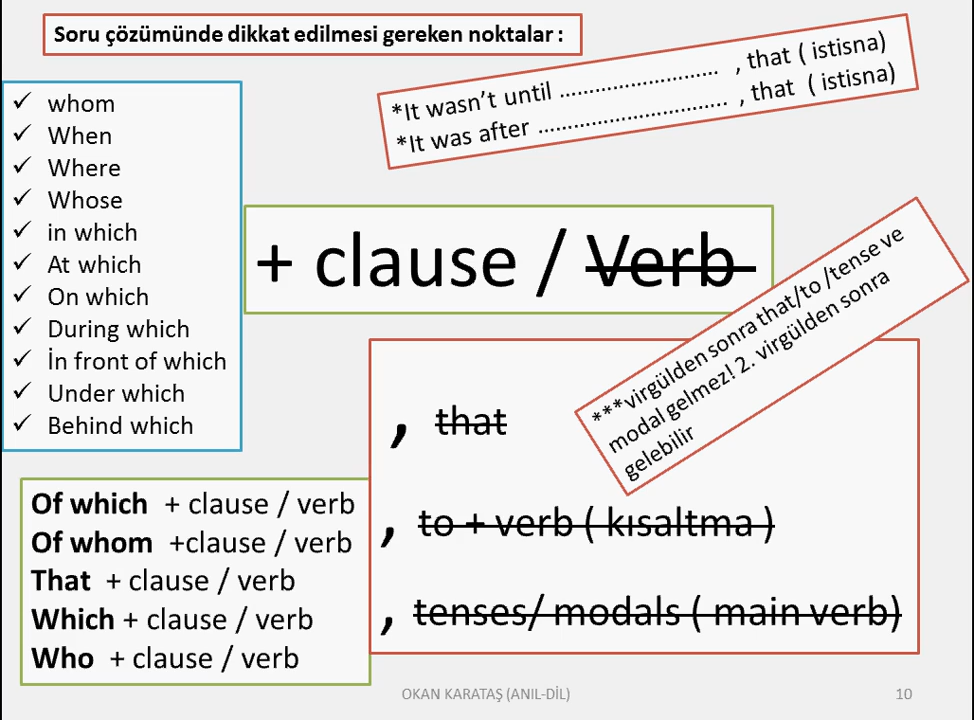 Soru çözümünde dikkat edilmesi gereken noktalar :
*It wasn't until ........................... , that ( istisna)
*It was after ................................ , that ( istisna)
✓ whom
✓ When
✓ Where
✓ Whose
✓ in which
✓ At which
✓ On which
✓ During which
✓ İn front of which
✓ Under which
✓ Behind which
+ clause / Verb
***virgülden sonra that/to /tense ve
modal gelmez! 2. virgülden sonra
gelebilir
, that
, to + verb ( kısaltma )
, tenses/ modals ( main verb)
Of which + clause / verb
Of whom +clause / verb
That + clause / verb
Which + clause / verb
Who + clause / verb
OKAN KARATAŞ (ANIL-DİL)
10